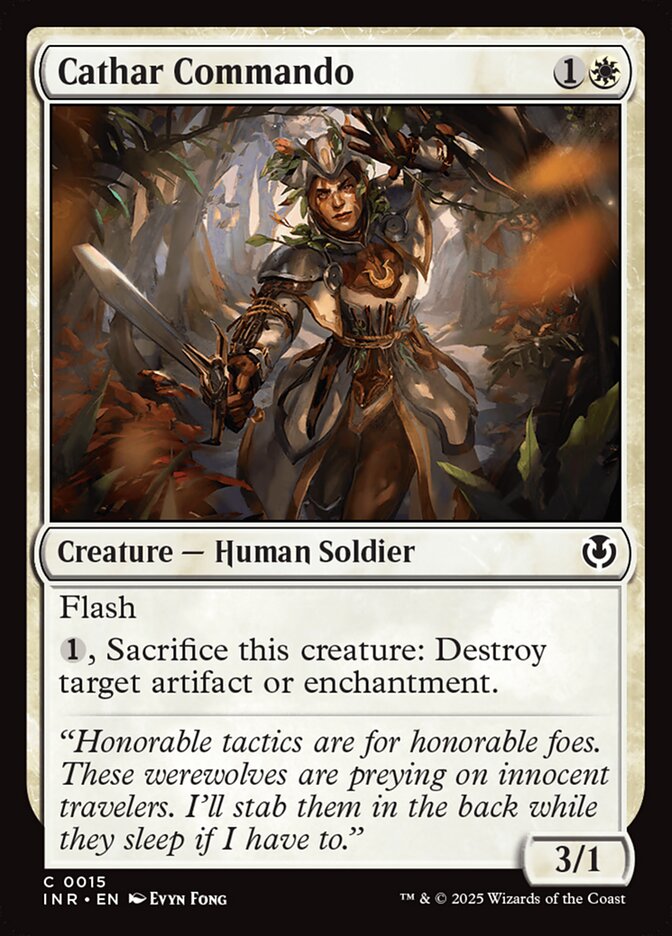 Cathar Commando
1
Creature — Human Soldier
Flash
1, Sacrifice this creature: Destroy
target artifact or enchantment.
“Honorable tactics are for honorable foes.
These werewolves are preying on innocent
travelers. I’ll stab them in the back while
they sleep if I have to.”
3/1
C 0015
INR • EN Evyn Fong
™ & © 2025 Wizards of the Coast